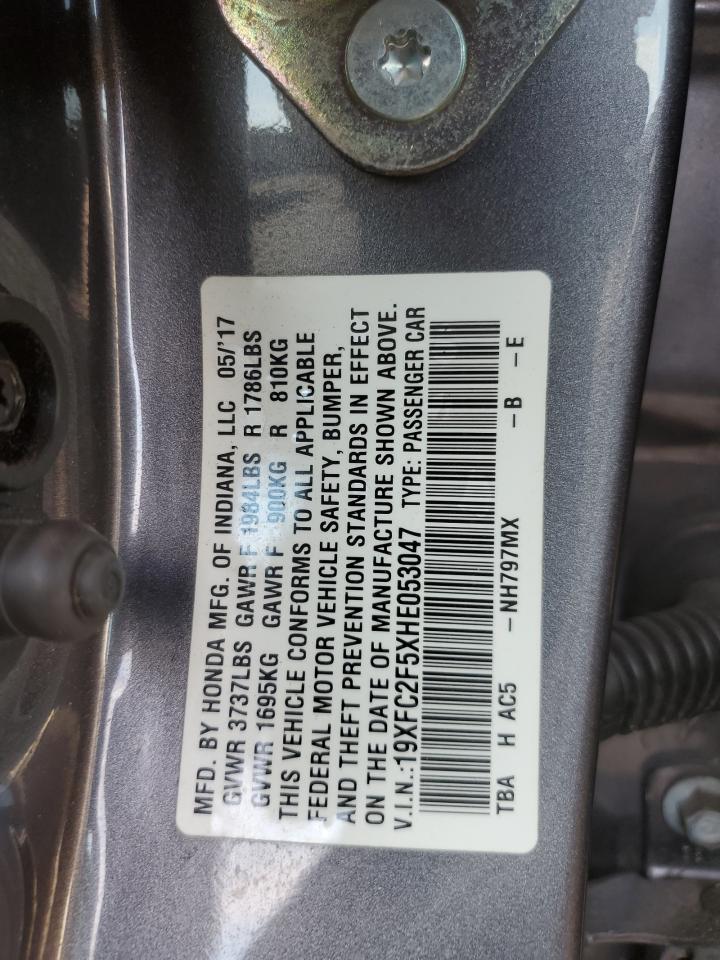 MFD. BY HONDA MFG. OF INDIANA, LLC 05/'17
GVWR 3737LBS GAWR F 1984LBS R 1786LBS
GVWR 1695KG GAWR F 900KG R 810KG
THIS VEHICLE CONFORMS TO ALL APPLICABLE
FEDERAL MOTOR VEHICLE SAFETY, BUMPER,
AND THEFT PREVENTION STANDARDS IN EFFECT
ON THE DATE OF MANUFACTURE SHOWN ABOVE.
V.I.N.:19XFC2F5XHE053047 TYPE: PASSENGER CAR
TBA H AC5 -NH797MX -B -E